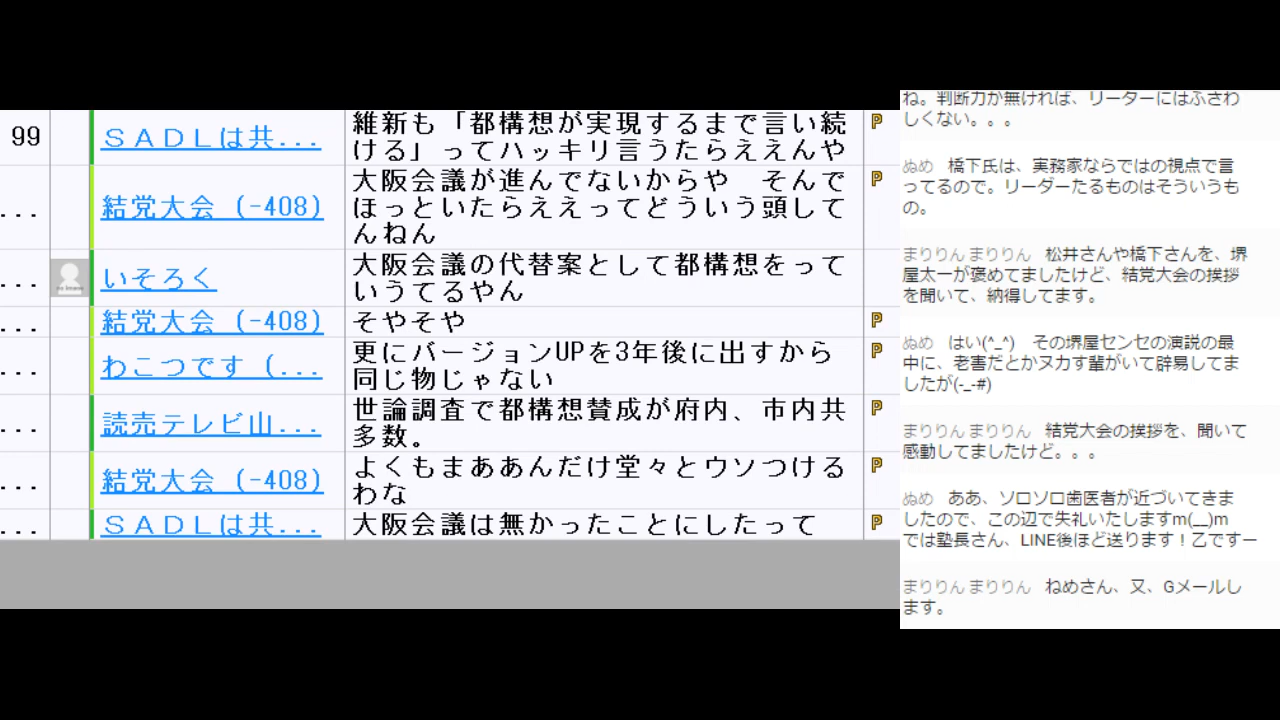 99
ＳＡＤＬは共...
維新も「都構想が実現するまで言い続
ける」ってハッキリ言うたらええんや
P
...
結党大会 (-408)
大阪会議が進んでないからや　そんで
ほっといたらええってどういう頭して
んねん
P
...
いそろく
大阪会議の代替案として都構想をって
いうてるやん
...
結党大会 (-408)
そやそや
P
...
わこつです (...
更にバージョンUPを3年後に出すから
同じ物じゃない
P
...
読売テレビ山...
世論調査で都構想賛成が府内、市内共
多数。
P
...
結党大会 (-408)
よくもまああんだけ堂々とウソつける
わな
P
...
ＳＡＤＬは共...
大阪会議は無かったことにしたって
P
ね。判断力が無ければ、リーダーにはふさわ
しくない。。。
ぬめ　橋下氏は、実務家ならではの視点で言
ってるので。リーダーたるものはそういうも
の。
まりりんまりりん　松井さんや橋下さんを、堺
屋太一が褒めてましたけど、結党大会の挨拶
を聞いて、納得してます。
ぬめ　はい(^_^)　その堺屋センセの演説の最
中に、老害だとかヌカす輩がいて辟易してま
したが(-_-#)
まりりんまりりん　結党大会の挨拶を、聞いて
感動してましたけど。。。
ぬめ　ああ、ソロソロ歯医者が近づいてきま
したので、この辺で失礼いたしますm(__)m
では塾長さん、LINE後ほど送ります！乙ですー
まりりんまりりん　ねめさん、又、Gメールし
ます。